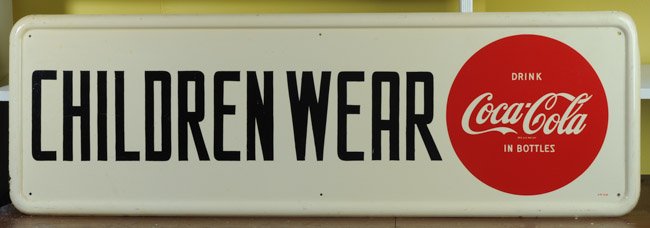 CHILDREN WEAR
DRINK
Coca-Cola
IN BOTTLES